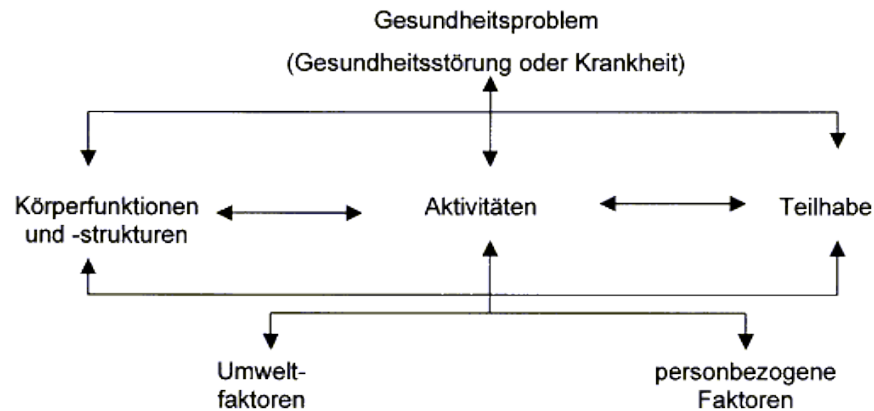 Gesundheitsproblem
(Gesundheitsstörung oder Krankheit)
Körperfunktionen
und -strukturen
Aktivitäten
Teilhabe
Umwelt-
faktoren
personbezogene
Faktoren